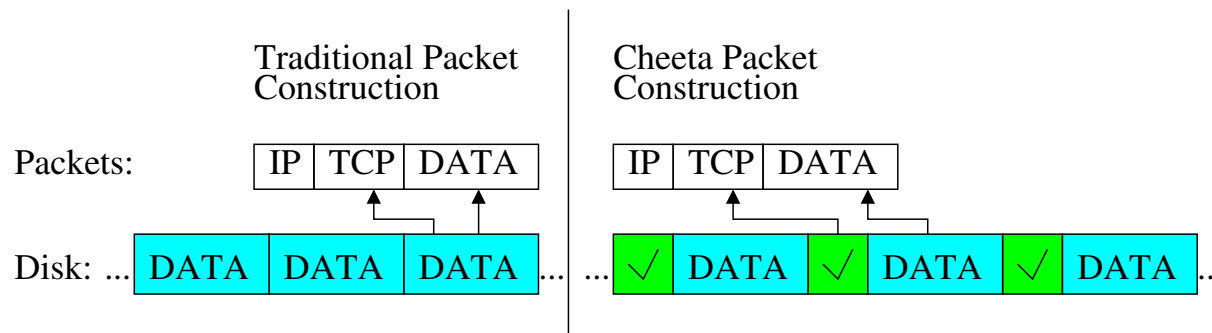 Traditional Packet
Construction
Cheeta Packet
Construction
Packets: IP TCP DATA IP TCP DATA
Disk: ... DATA DATA DATA ... ... √ DATA √ DATA √ DATA ..